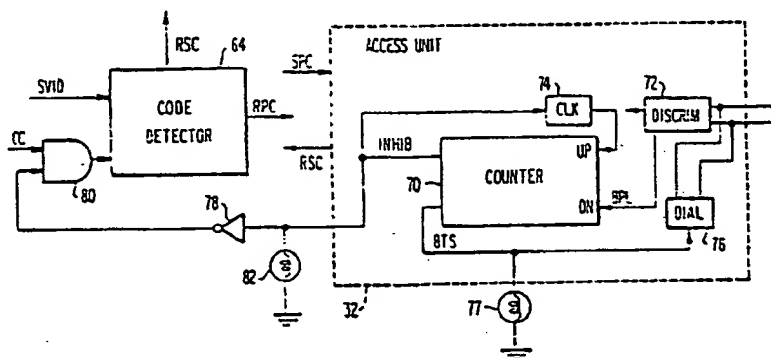 RSC
64
SVID
CODE
DETECTOR
RPC
CC
80
78
82
SPC
RSC
ACCESS UNIT
74
CLK
72
DISCRIM
INHIB
UP
70
COUNTER
DN
DIAL
76
BTS
32
77